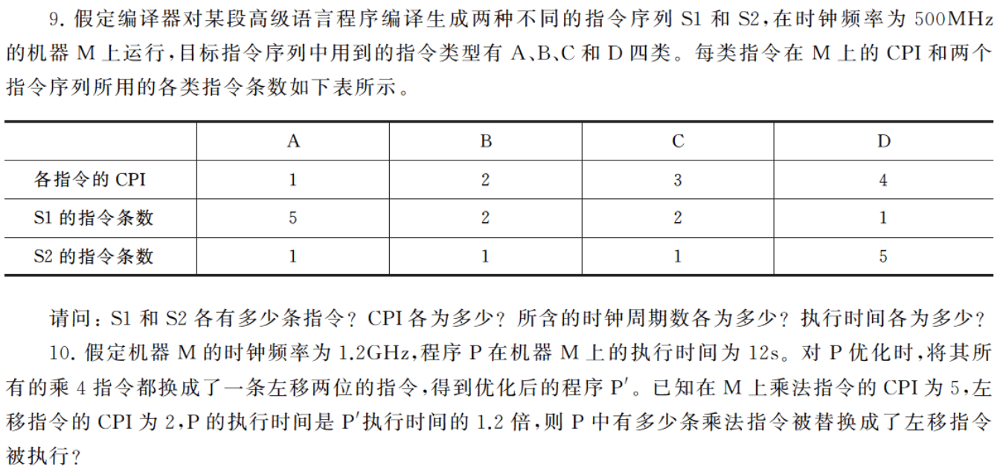 9. 假定编译器对某段高级语言程序编译生成两种不同的指令序列 S1 和 S2,在时钟频率为 500MHz
的机器 M 上运行,目标指令序列中用到的指令类型有 A、B、C 和 D 四类。每类指令在 M 上的 CPI 和两个
指令序列所用的各类指令条数如下表所示。
A B C D
各指令的 CPI 1 2 3 4
S1 的指令条数 5 2 2 1
S2 的指令条数 1 1 1 5
请问：S1 和 S2 各有多少条指令？CPI 各为多少？所含的时钟周期数各为多少？执行时间各为多少？
10. 假定机器 M 的时钟频率为 1.2GHz,程序 P 在机器 M 上的执行时间为 12s。对 P 优化时,将其所
有的乘 4 指令都换成了一条左移两位的指令,得到优化后的程序 P′。已知在 M 上乘法指令的 CPI 为 5,左
移指令的 CPI 为 2,P 的执行时间是 P′执行时间的 1.2 倍,则 P 中有多少条乘法指令被替换成了左移指令
被执行？